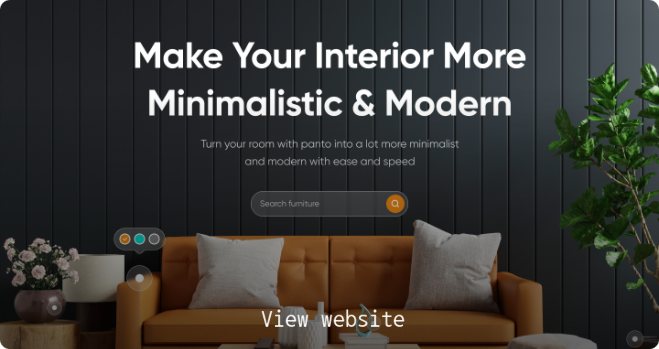 Make Your Interior More
Minimalistic & Modern
Turn your room with panto into a lot more minimalist
and modern with ease and speed
Search furniture
View website